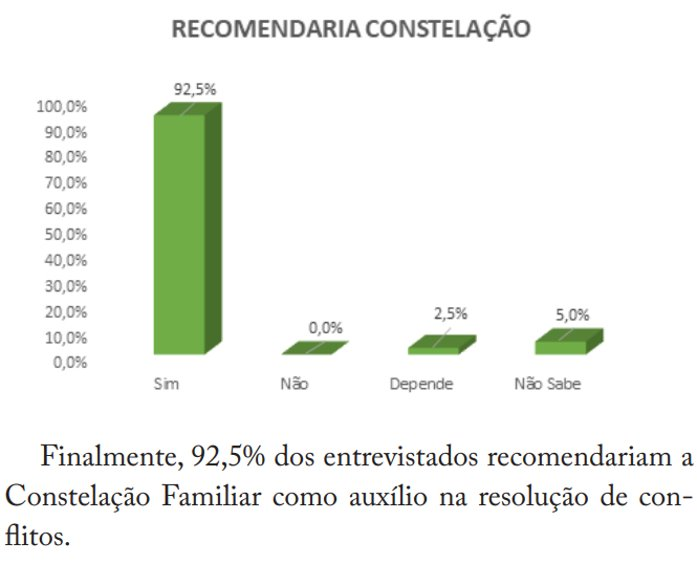 RECOMENDARIA CONSTELAÇÃO
92,5%
100,0%
90,0%
80,0%
70,0%
60,0%
50,0%
40,0%
30,0%
20,0%
10,0%
0,0%
0,0%
2,5%
5,0%
Sim
Não
Depende
Não Sabe
Finalmente, 92,5% dos entrevistados recomendariam a
Constelação Familiar como auxílio na resolução de con-
flitos.